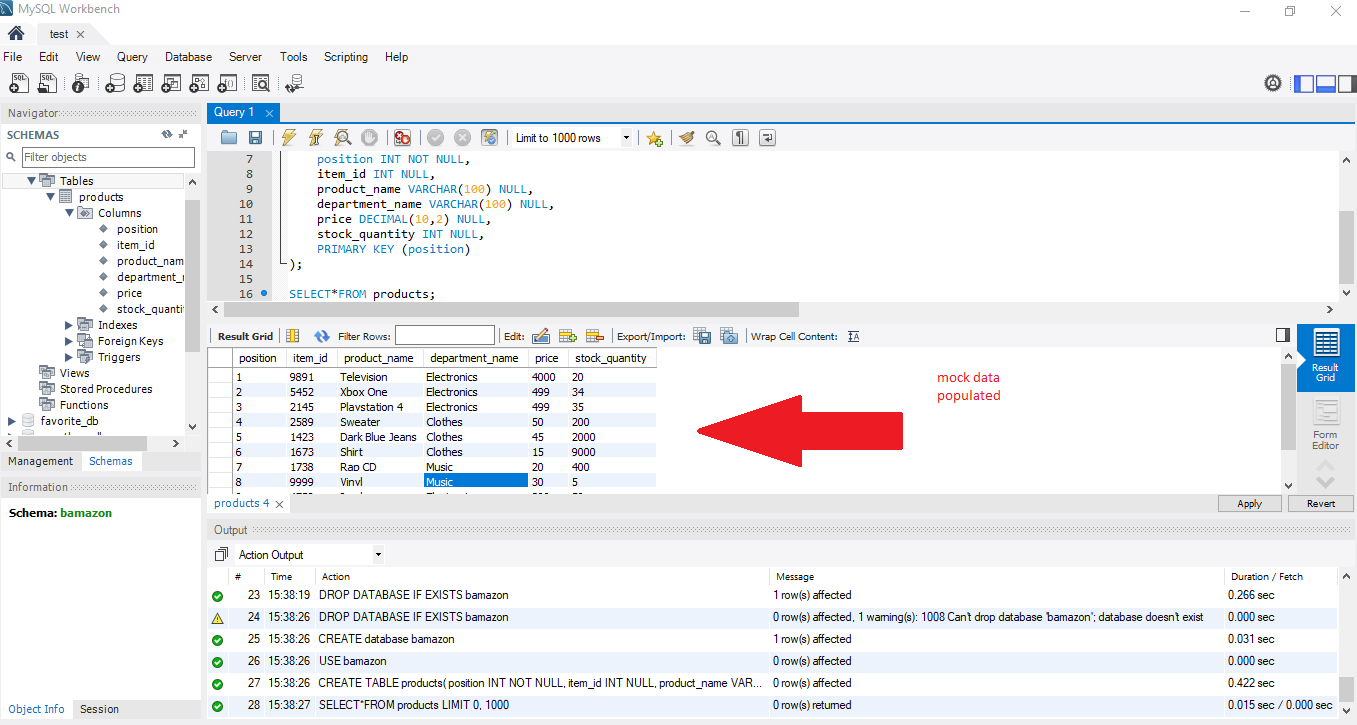 MySQL Workbench
test
File Edit View Query Database Server Tools Scripting Help
Navigator
SCHEMAS
Filter objects
Tables
products
Columns
position
item_id
product_nam
department_r
price
stock_quanti
Indexes
Foreign Keys
Triggers
Views
Stored Procedures
Functions
favorite_db
Management Schemas
Information
Schema: bamazon
Object Info Session
Query 1
Limit to 1000 rows
7 position INT NOT NULL,
8 item_id INT NULL,
9 product_name VARCHAR(100) NULL,
10 department_name VARCHAR(100) NULL,
11 price DECIMAL(10,2) NULL,
12 stock_quantity INT NULL,
13 PRIMARY KEY (position)
14 );
15
16 SELECT*FROM products;
Result Grid Filter Rows: Edit: Export/Import: Wrap Cell Content:
position item_id product_name department_name price stock_quantity
1 9891 Television Electronics 4000 20
2 5452 Xbox One Electronics 499 34
3 2145 Playstation 4 Electronics 499 35
4 2589 Sweater Clothes 50 200
5 1423 Dark Blue Jeans Clothes 45 2000
6 1673 Shirt Clothes 15 9000
7 1738 Rap CD Music 20 400
8 9999 Vinyl Music 30 5
mock data
populated
Result
Grid
Form
Editor
products 4
Apply Revert
Output
Action Output
# Time Action Message Duration / Fetch
23 15:38:19 DROP DATABASE IF EXISTS bamazon 1 row(s) affected 0.266 sec
24 15:38:26 DROP DATABASE IF EXISTS bamazon 0 row(s) affected, 1 warning(s): 1008 Can't drop database 'bamazon'; database doesn't exist 0.000 sec
25 15:38:26 CREATE database bamazon 1 row(s) affected 0.031 sec
26 15:38:26 USE bamazon 0 row(s) affected 0.000 sec
27 15:38:26 CREATE TABLE products( position INT NOT NULL, item_id INT NULL, product_name VAR... 0 row(s) affected 0.422 sec
28 15:38:27 SELECT*FROM products LIMIT 0, 1000 0 row(s) returned 0.015 sec / 0.000 sec